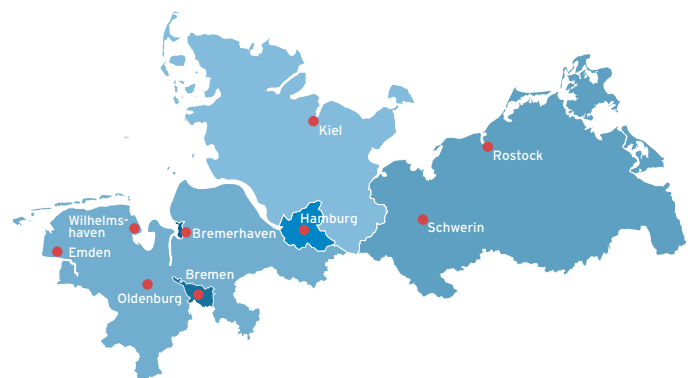 Kiel
Rostock
Hamburg
Wilhelms-
haven
Schwerin
Bremerhaven
Emden
Bremen
Oldenburg